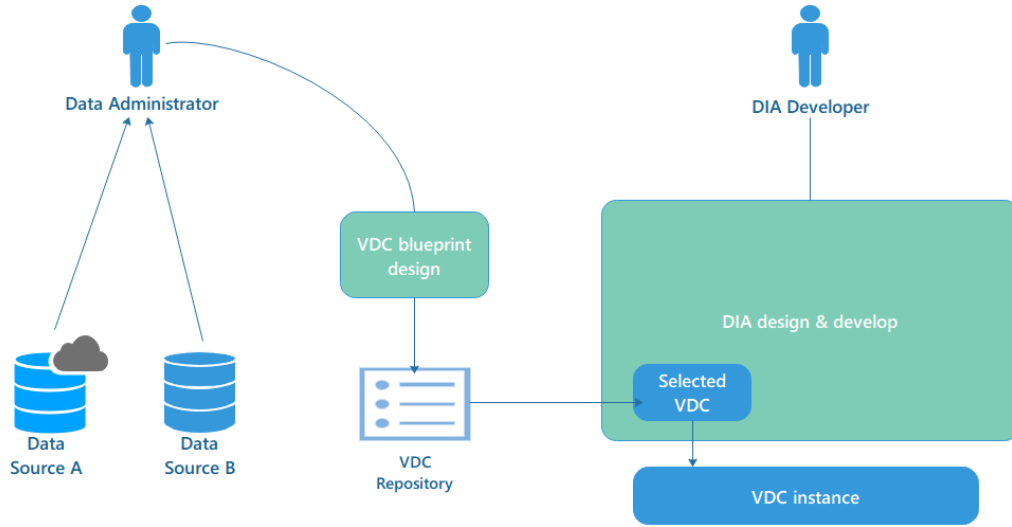 Data Administrator
DIA Developer
VDC blueprint
design
DIA design & develop
Selected
VDC
Data
Source A
Data
Source B
VDC
Repository
VDC instance